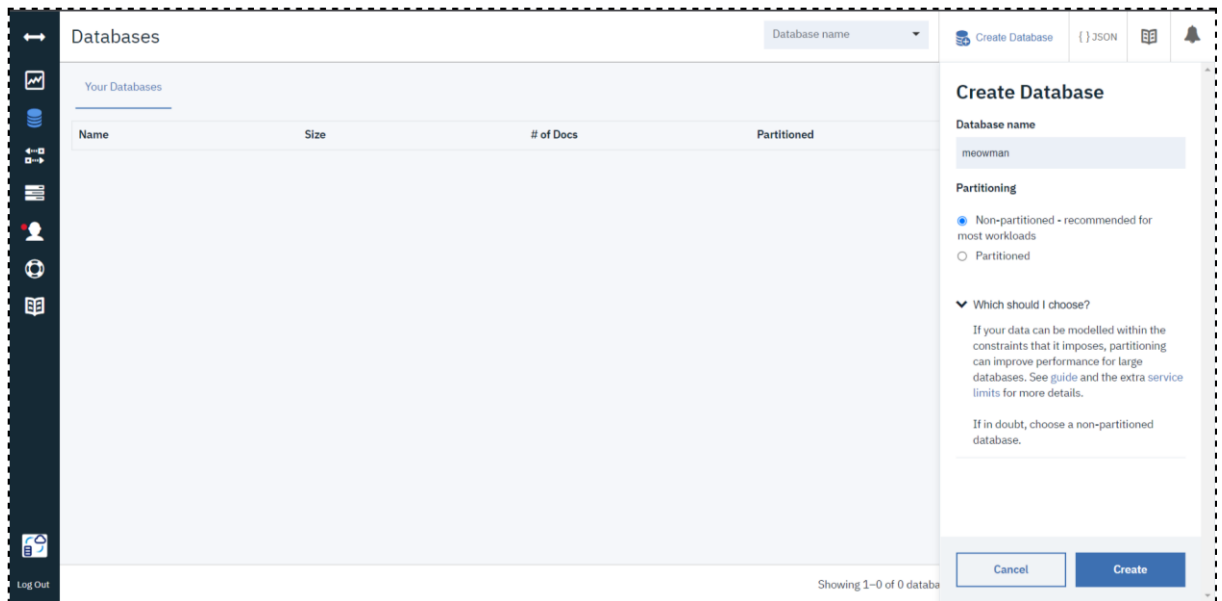 Databases
Database name
Create Database
{ } JSON
Your Databases
Name Size # of Docs Partitioned
Create Database
Database name
meowman
Partitioning
Non-partitioned - recommended for
most workloads
Partitioned
Which should I choose?
If your data can be modelled within the
constraints that it imposes, partitioning
can improve performance for large
databases. See guide and the extra service
limits for more details.
If in doubt, choose a non-partitioned
database.
Cancel
Create
Log Out
Showing 1–0 of 0 databa